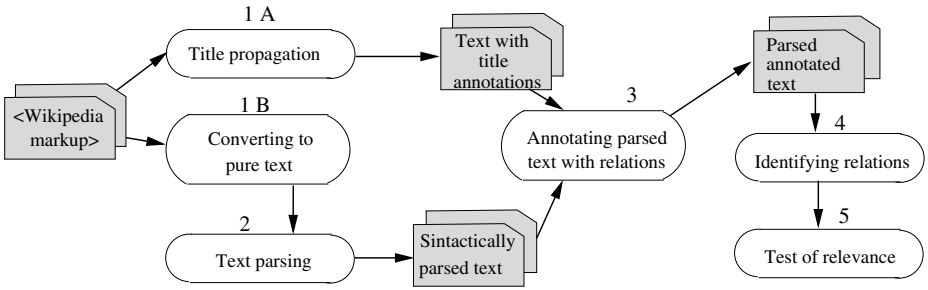 1 A
Title propagation
Text with
title
annotations
Parsed
annotated
text
<Wikipedia
markup>
1 B
Converting to
pure text
3
Annotating parsed
text with relations
4
Identifying relations
2
Text parsing
Sintactically
parsed text
5
Test of relevance